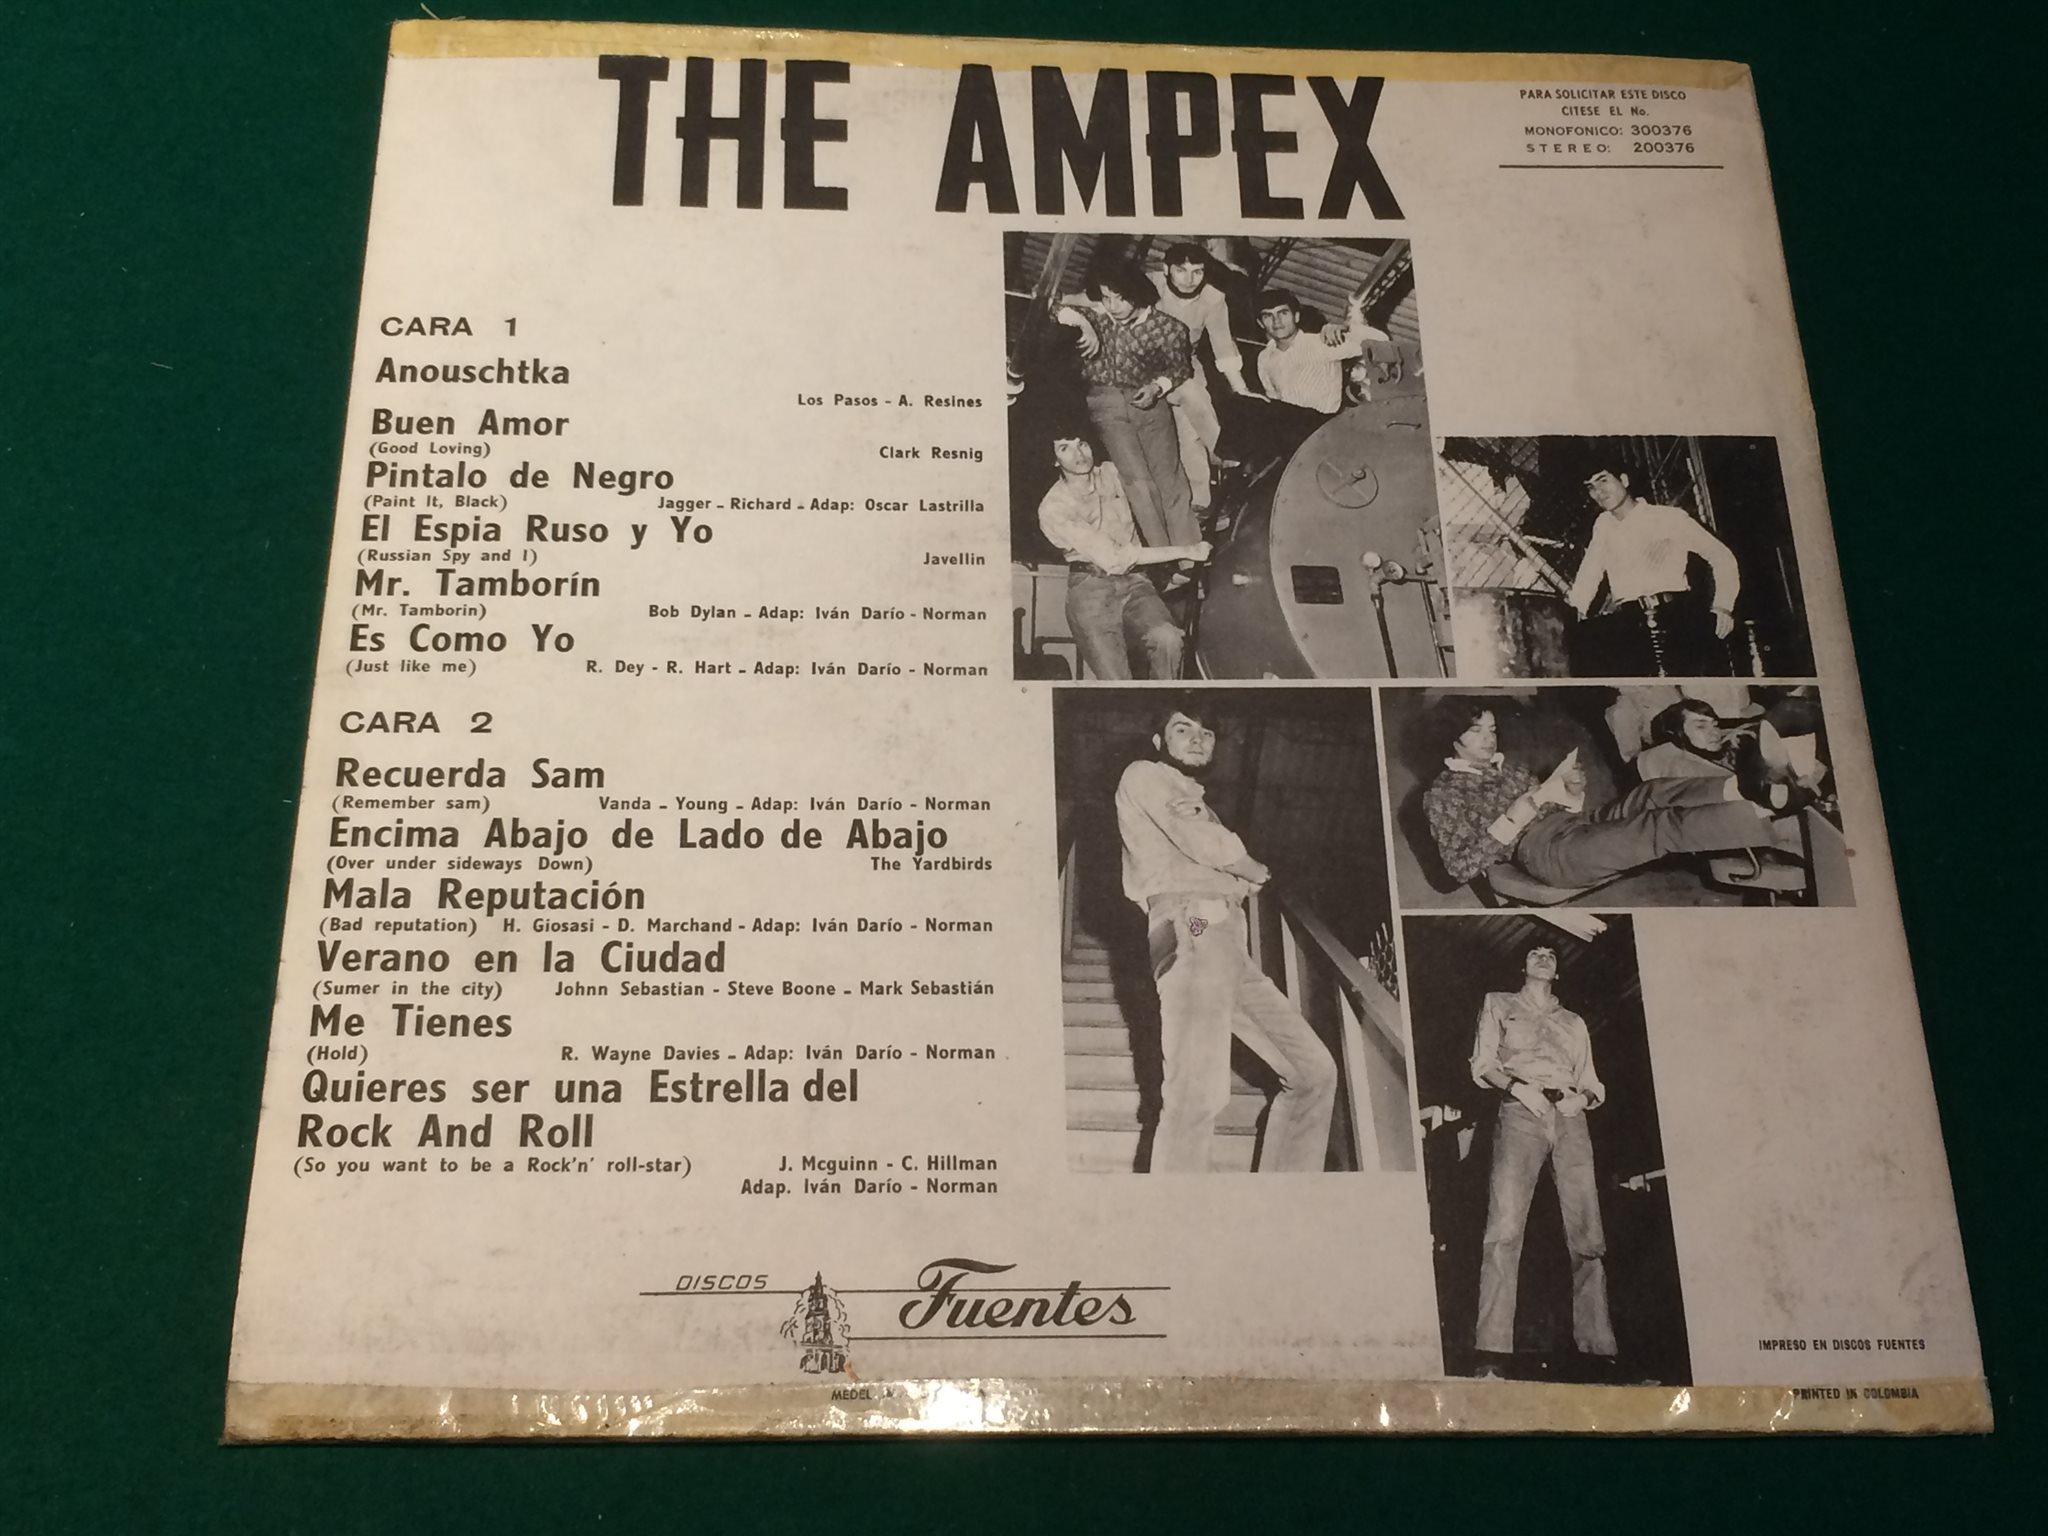 THE AMPEX
PARA SOLICITAR ESTE DISCO
CITESE EL No.
MONOFONICO: 300376
STEREO: 200376
CARA 1
Anouschtka
Los Pasos - A. Resines
Buen Amor
(Good Loving) Clark Resnig
Pintalo de Negro
(Paint It, Black) Jagger - Richard - Adap: Oscar Lastrilla
El Espia Ruso y Yo
(Russian Spy and I) Javellin
Mr. Tamborín
(Mr. Tamborin) Bob Dylan - Adap: Iván Darío - Norman
Es Como Yo
(Just like me) R. Dey - R. Hart - Adap: Iván Darío - Norman
CARA 2
Recuerda Sam
(Remember sam) Vanda - Young - Adap: Iván Darío - Norman
Encima Abajo de Lado de Abajo
(Over under sideways Down) The Yardbirds
Mala Reputación
(Bad reputation) H. Giosasi - D. Marchand - Adap: Iván Darío - Norman
Verano en la Ciudad
(Sumer in the city) Johnn Sebastian - Steve Boone - Mark Sebastián
Me Tienes
(Hold) R. Wayne Davies - Adap: Iván Darío - Norman
Quieres ser una Estrella del
Rock And Roll
(So you want to be a Rock'n' roll-star) J. Mcguinn - C. Hillman
Adap. Iván Darío - Norman
DISCOS Fuentes
IMPRESO EN DISCOS FUENTES
PRINTED IN COLOMBIA